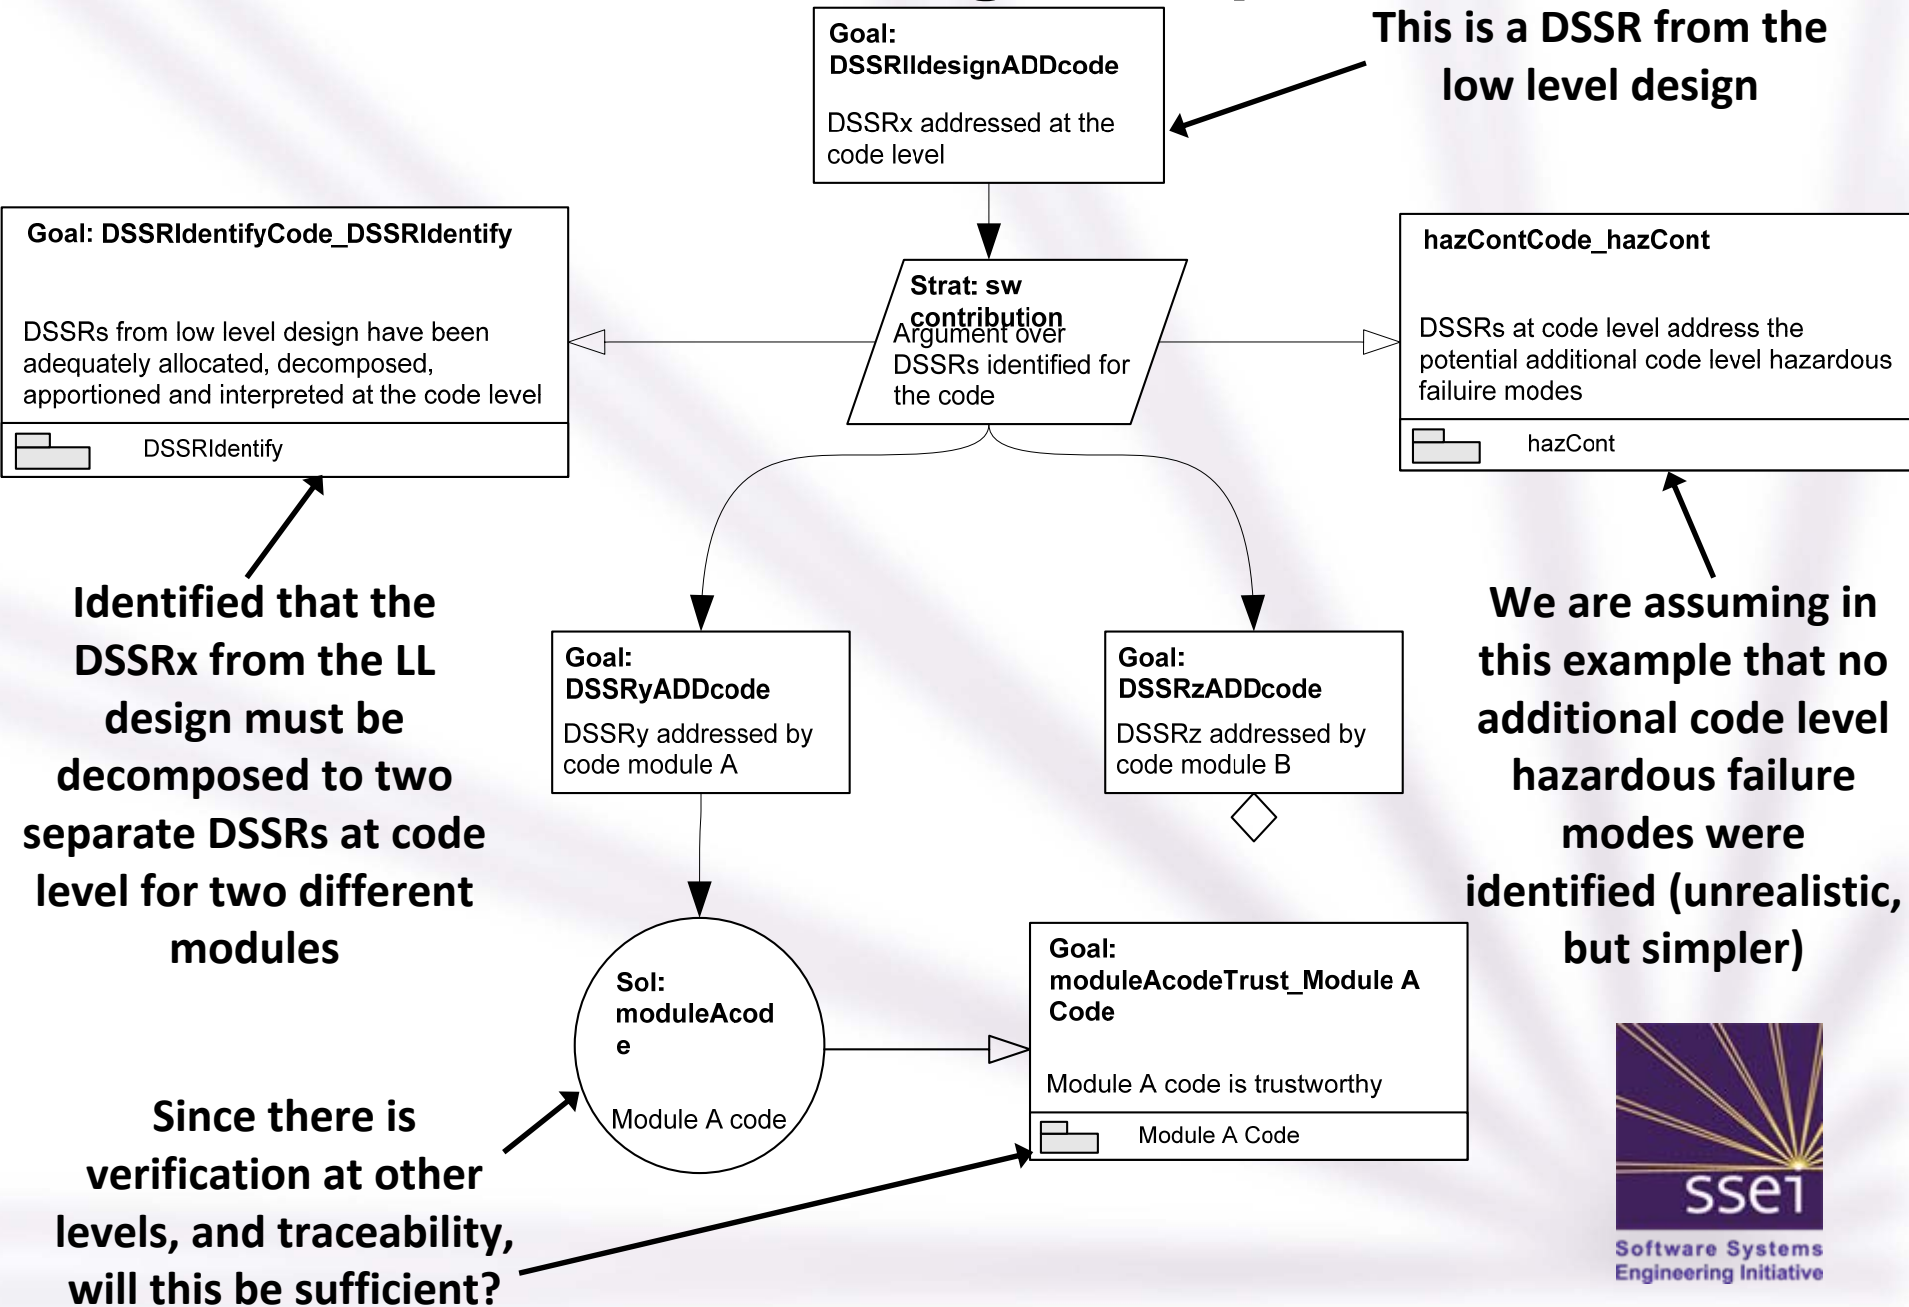 This is a DSSR from the
low level design
Goal:
DSSRlldesignADDcode
DSSRx addressed at the
code level
Goal: DSSRIdentifyCode_DSSRIdentify
DSSRs from low level design have been
adequately allocated, decomposed,
apportioned and interpreted at the code level
DSSRIdentify
Strat: sw
contribution
Argument over
DSSRs identified for
the code
hazContCode_hazCont
DSSRs at code level address the
potential additional code level hazardous
failuire modes
hazCont
Identified that the
DSSRx from the LL
design must be
decomposed to two
separate DSSRs at code
level for two different
modules
Goal:
DSSRyADDcode
DSSRy addressed by
code module A
Goal:
DSSRzADDcode
DSSRz addressed by
code module B
We are assuming in
this example that no
additional code level
hazardous failure
modes were
identified (unrealistic,
but simpler)
Sol:
moduleAcod
e
Module A code
Goal:
moduleAcodeTrust_Module A
Code
Module A code is trustworthy
Module A Code
Since there is
verification at other
levels, and traceability,
will this be sufficient?
ssei
Software Systems
Engineering Initiative